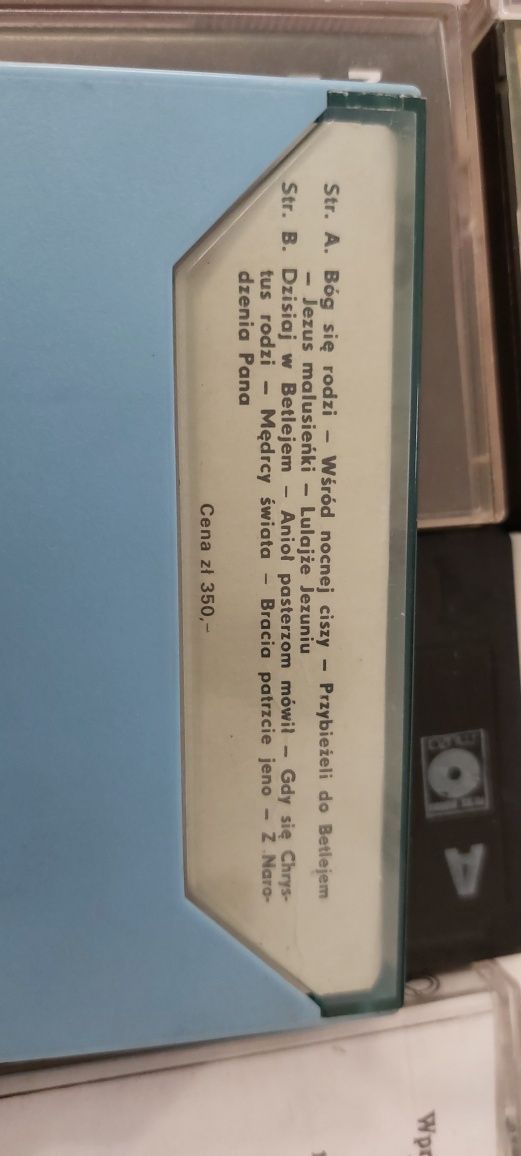 Str. A. Bóg się rodzi – Wśród nocnej ciszy – Przybieżeli do Betlejem
– Jezus malusieńki – Lulajże Jezuniu
Str. B. Dzisiaj w Betlejem – Anioł pasterzom mówił – Gdy się Chrys-
tus rodzi – Mędrcy świata – Bracia patrzcie jeno – Z Naro-
dzenia Pana
Cena zł 350,-
A